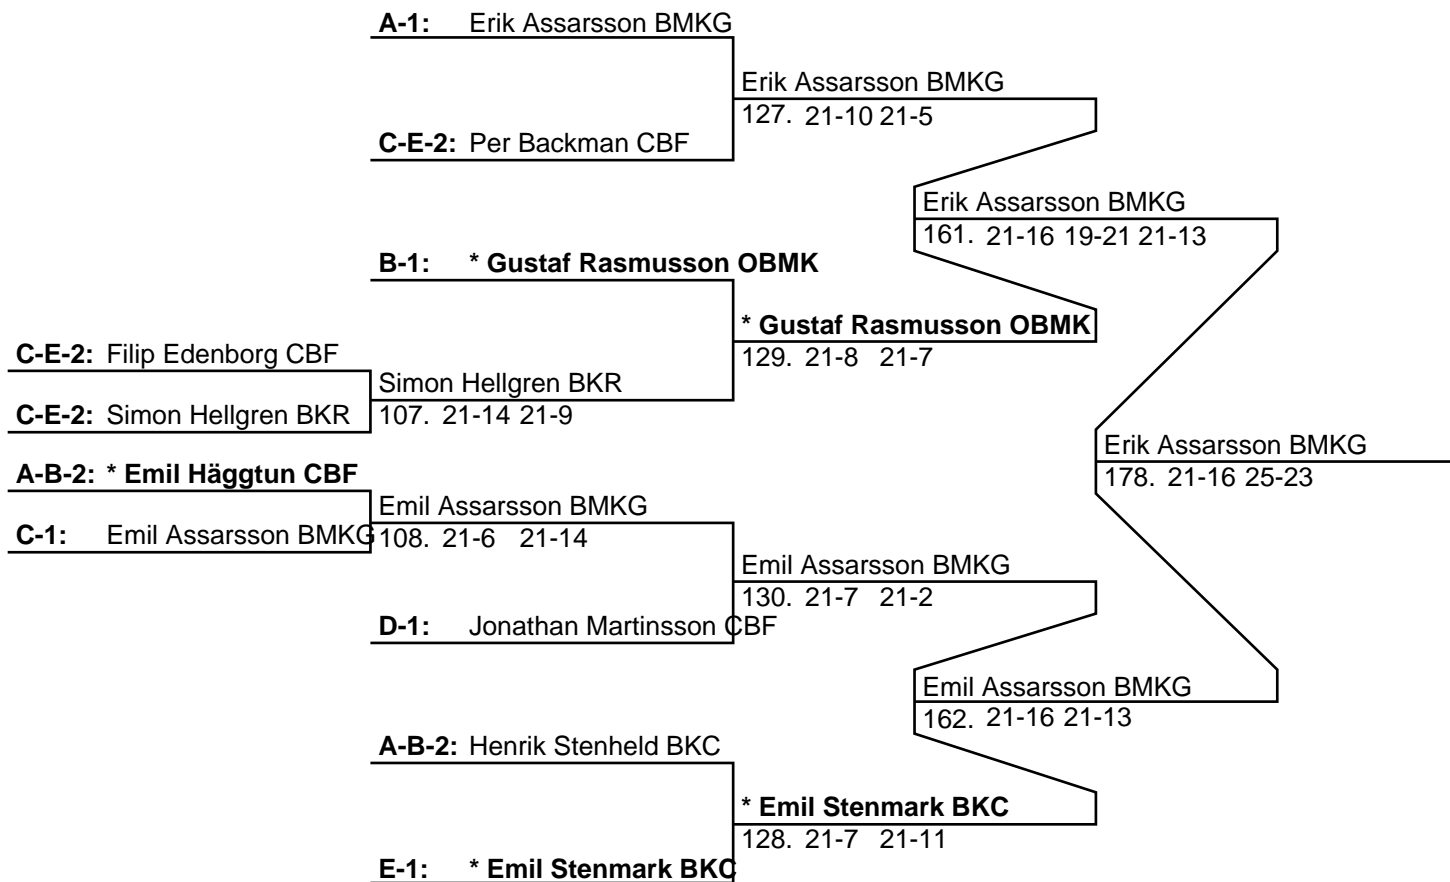 A-1: Erik Assarsson BMKG
Erik Assarsson BMKG
127. 21-10 21-5
C-E-2: Per Backman CBF
Erik Assarsson BMKG
161. 21-16 19-21 21-13
B-1: * Gustaf Rasmusson OBMK
* Gustaf Rasmusson OBMK
129. 21-8 21-7
C-E-2: Filip Edenborg CBF
Simon Hellgren BKR
107. 21-14 21-9
C-E-2: Simon Hellgren BKR
Erik Assarsson BMKG
178. 21-16 25-23
A-B-2: * Emil Häggtun CBF
Emil Assarsson BMKG
108. 21-6 21-14
C-1: Emil Assarsson BMKG
Emil Assarsson BMKG
130. 21-7 21-2
D-1: Jonathan Martinsson CBF
Emil Assarsson BMKG
162. 21-16 21-13
A-B-2: Henrik Stenheld BKC
* Emil Stenmark BKC
128. 21-7 21-11
E-1: * Emil Stenmark BKC